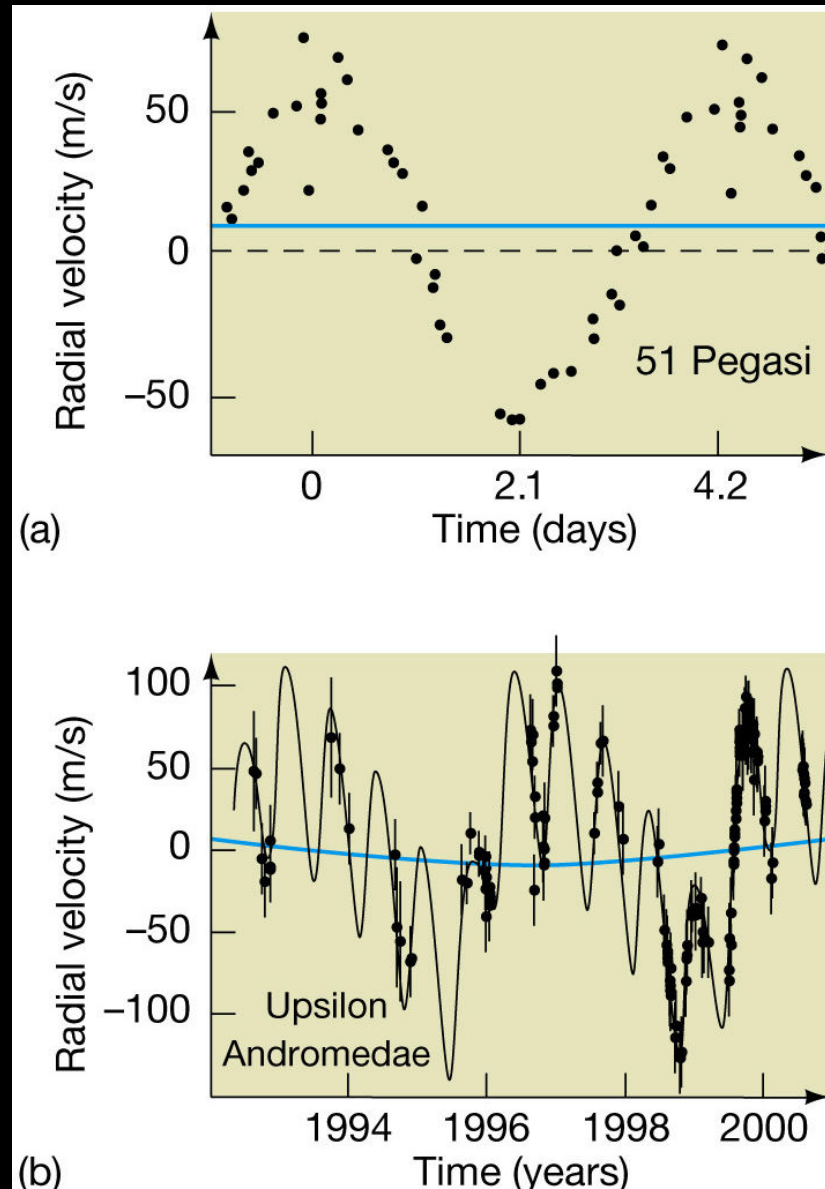 Radial velocity (m/s)
50
0
–50
51 Pegasi
0 2.1 4.2
Time (days)
(a)
Radial velocity (m/s)
100
50
0
–50
–100
Upsilon
Andromedae
1994 1996 1998 2000
Time (years)
(b)